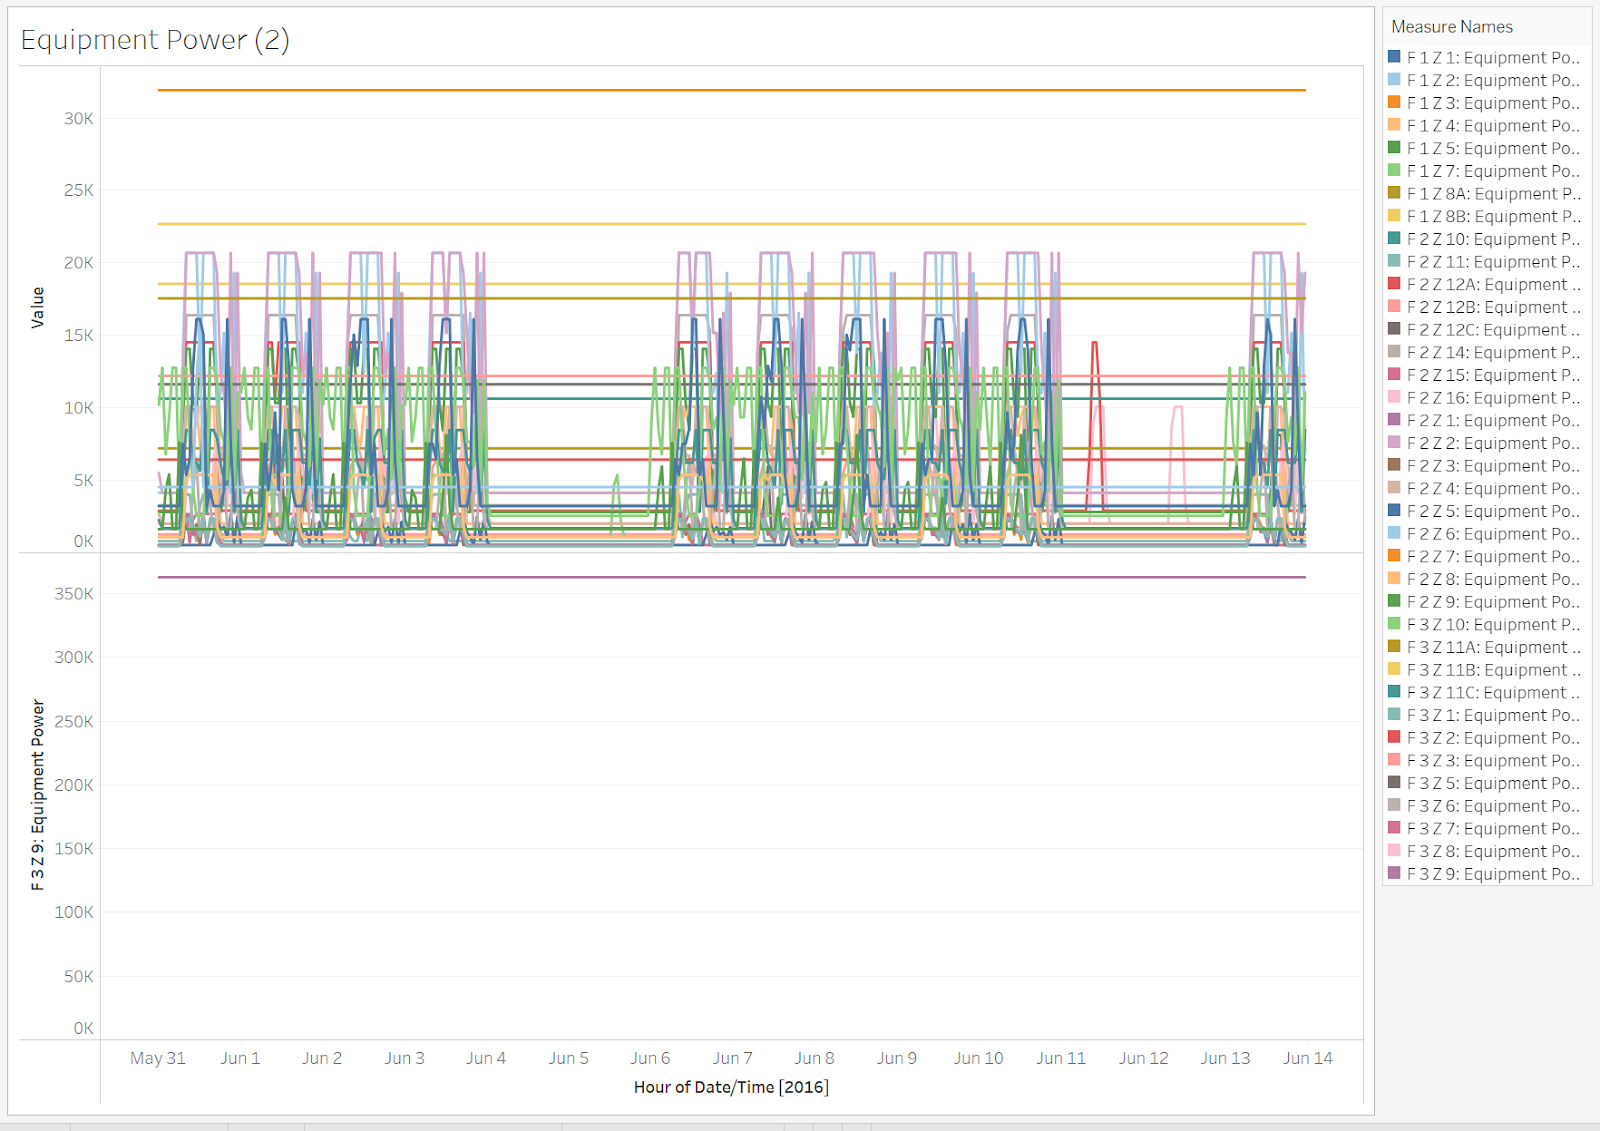 Equipment Power (2)
Value
30K
25K
20K
15K
10K
5K
0K
F 3 Z 9: Equipment Power
350K
300K
250K
200K
150K
100K
50K
0K
May 31 Jun 1 Jun 2 Jun 3 Jun 4 Jun 5 Jun 6 Jun 7 Jun 8 Jun 9 Jun 10 Jun 11 Jun 12 Jun 13 Jun 14
Hour of Date/Time [2016]
Measure Names
F 1 Z 1: Equipment Po..
F 1 Z 2: Equipment Po..
F 1 Z 3: Equipment Po..
F 1 Z 4: Equipment Po..
F 1 Z 5: Equipment Po..
F 1 Z 7: Equipment Po..
F 1 Z 8A: Equipment P..
F 1 Z 8B: Equipment P..
F 2 Z 10: Equipment P..
F 2 Z 11: Equipment P..
F 2 Z 12A: Equipment ..
F 2 Z 12B: Equipment ..
F 2 Z 12C: Equipment ..
F 2 Z 14: Equipment P..
F 2 Z 15: Equipment P..
F 2 Z 16: Equipment P..
F 2 Z 1: Equipment Po..
F 2 Z 2: Equipment Po..
F 2 Z 3: Equipment Po..
F 2 Z 4: Equipment Po..
F 2 Z 5: Equipment Po..
F 2 Z 6: Equipment Po..
F 2 Z 7: Equipment Po..
F 2 Z 8: Equipment Po..
F 2 Z 9: Equipment Po..
F 3 Z 10: Equipment P..
F 3 Z 11A: Equipment ..
F 3 Z 11B: Equipment ..
F 3 Z 11C: Equipment ..
F 3 Z 1: Equipment Po..
F 3 Z 2: Equipment Po..
F 3 Z 3: Equipment Po..
F 3 Z 5: Equipment Po..
F 3 Z 6: Equipment Po..
F 3 Z 7: Equipment Po..
F 3 Z 8: Equipment Po..
F 3 Z 9: Equipment Po..